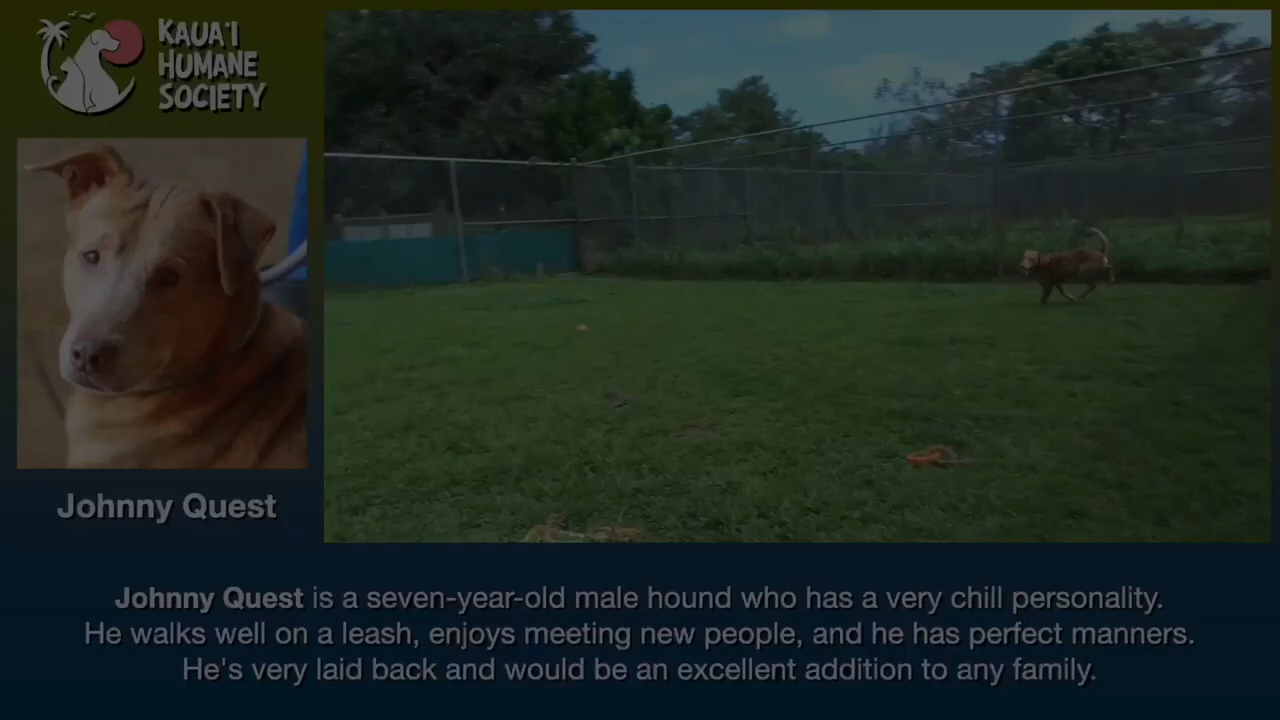 KAUA'I
HUMANE
SOCIETY
Johnny Quest
Johnny Quest is a seven-year-old male hound who has a very chill personality.
He walks well on a leash, enjoys meeting new people, and he has perfect manners.
He's very laid back and would be an excellent addition to any family.